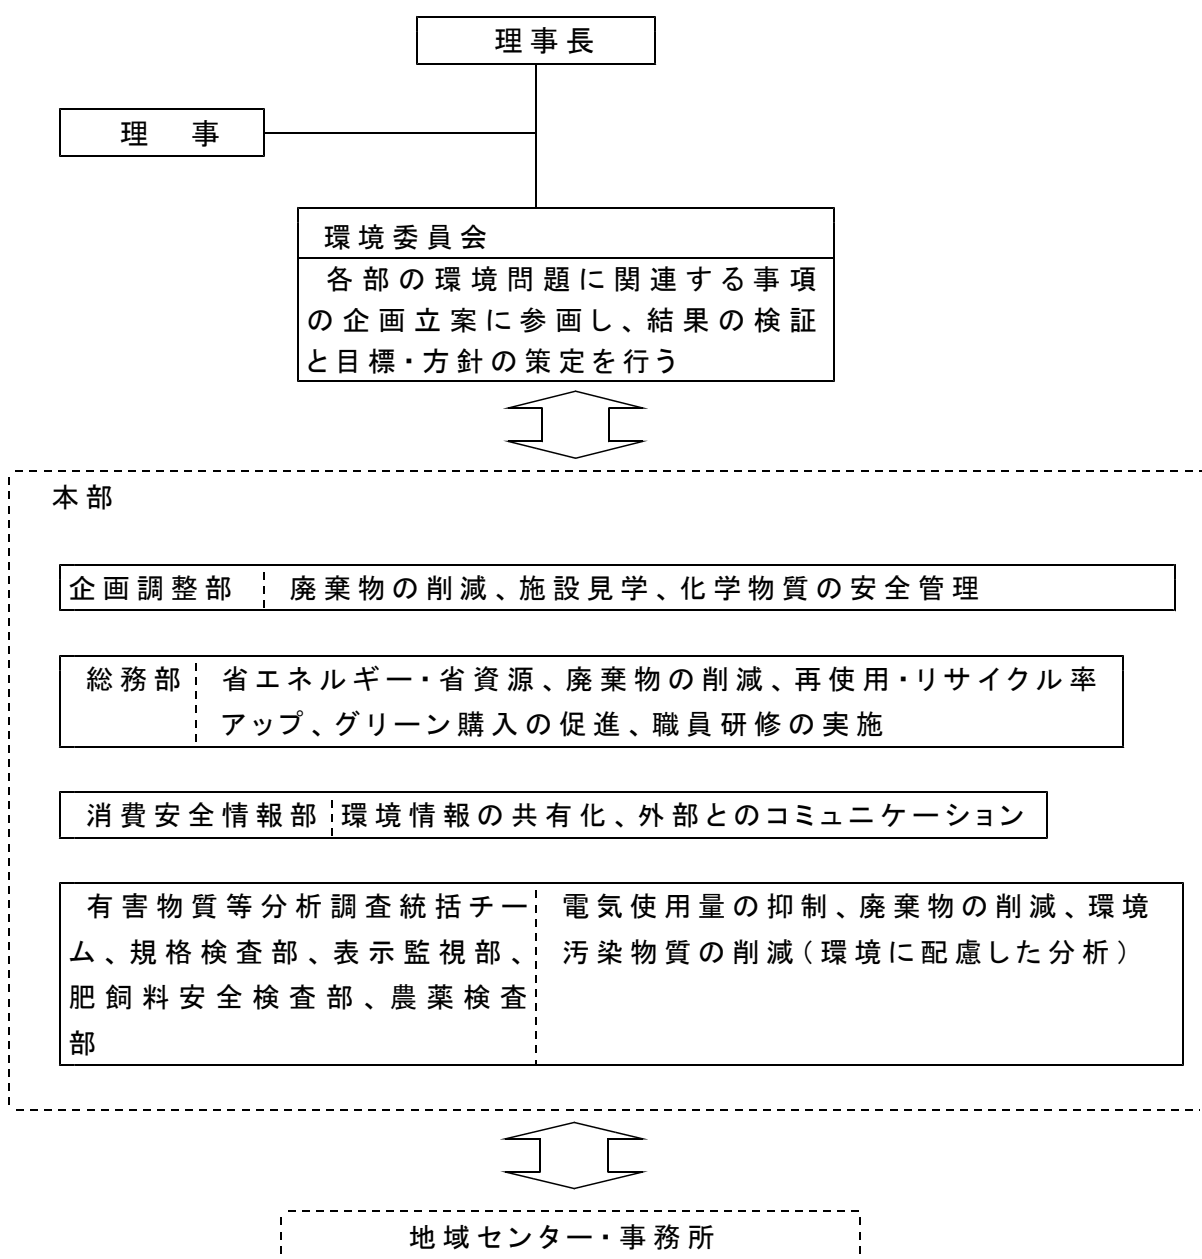 理事長
理　事
環境委員会
各部の環境問題に関連する事項
の企画立案に参画し、結果の検証
と目標・方針の策定を行う
本部
企画調整部　廃棄物の削減、施設見学、化学物質の安全管理
総務部　省エネルギー・省資源、廃棄物の削減、再使用・リサイクル率
アップ、グリーン購入の促進、職員研修の実施
消費安全情報部　環境情報の共有化、外部とのコミュニケーション
有害物質等分析調査統括チー
ム、規格検査部、表示監視部、
肥飼料安全検査部、農薬検査
部
電気使用量の抑制、廃棄物の削減、環境
汚染物質の削減（環境に配慮した分析）
地域センター・事務所